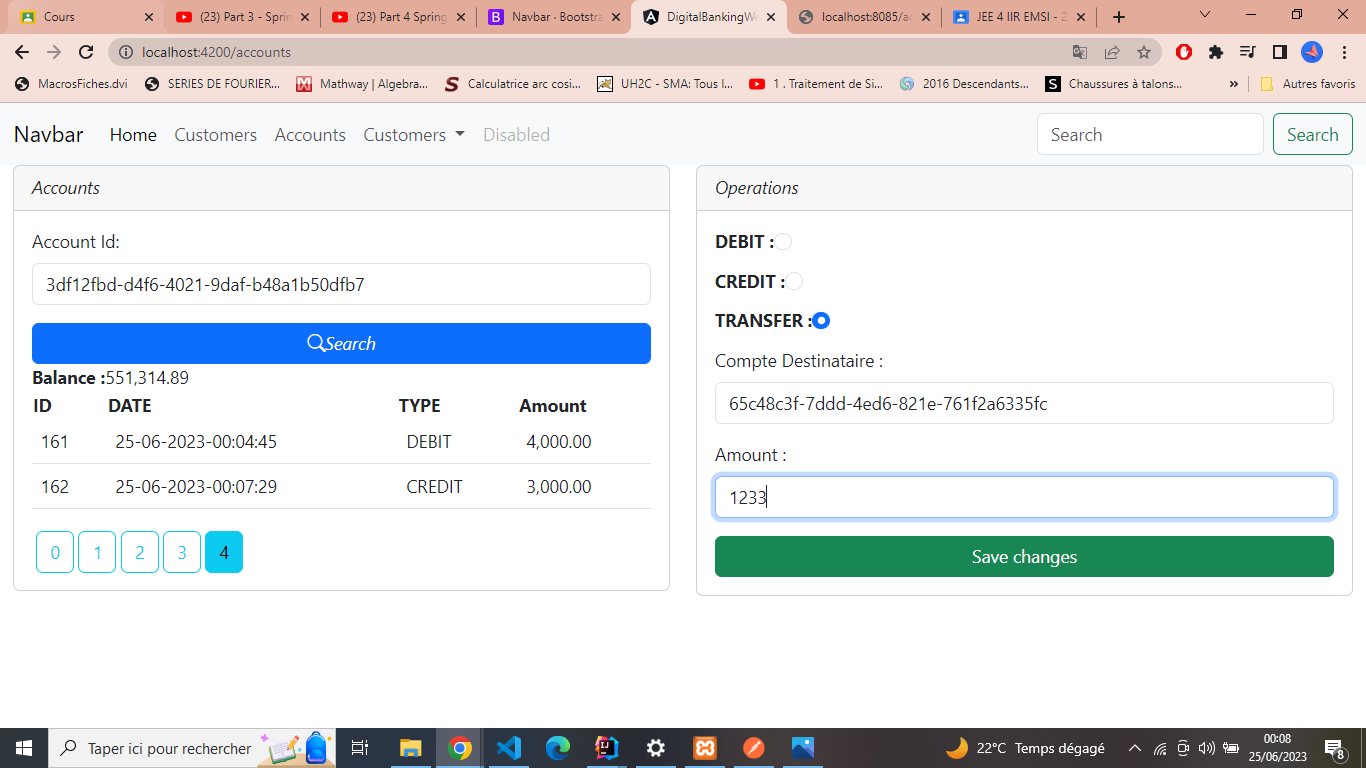 Cours
(23) Part 3 - Sprin
(23) Part 4 Spring
Navbar · Bootstra
DigitalBankingWe
localhost:8085/ac
JEE 4 IIR EMSI - 2
localhost:4200/accounts
MacrosFiches.dvi
SERIES DE FOURIER...
Mathway | Algebra...
Calculatrice arc cosi...
UH2C - SMA: Tous l...
1 . Traitement de Si...
2016 Descendants...
Chaussures à talons...
»
Autres favoris
Navbar Home Customers Accounts Customers Disabled Search Search
Accounts
Account Id:
3df12fbd-d4f6-4021-9daf-b48a1b50dfb7
Search
Balance :551,314.89
ID DATE TYPE Amount
161 25-06-2023-00:04:45 DEBIT 4,000.00
162 25-06-2023-00:07:29 CREDIT 3,000.00
0 1 2 3 4
Operations
DEBIT :
CREDIT :
TRANSFER :
Compte Destinataire :
65c48c3f-7ddd-4ed6-821e-761f2a6335fc
Amount :
1233
Save changes
Taper ici pour rechercher
22°C Temps dégagé
00:08
25/06/2023
8